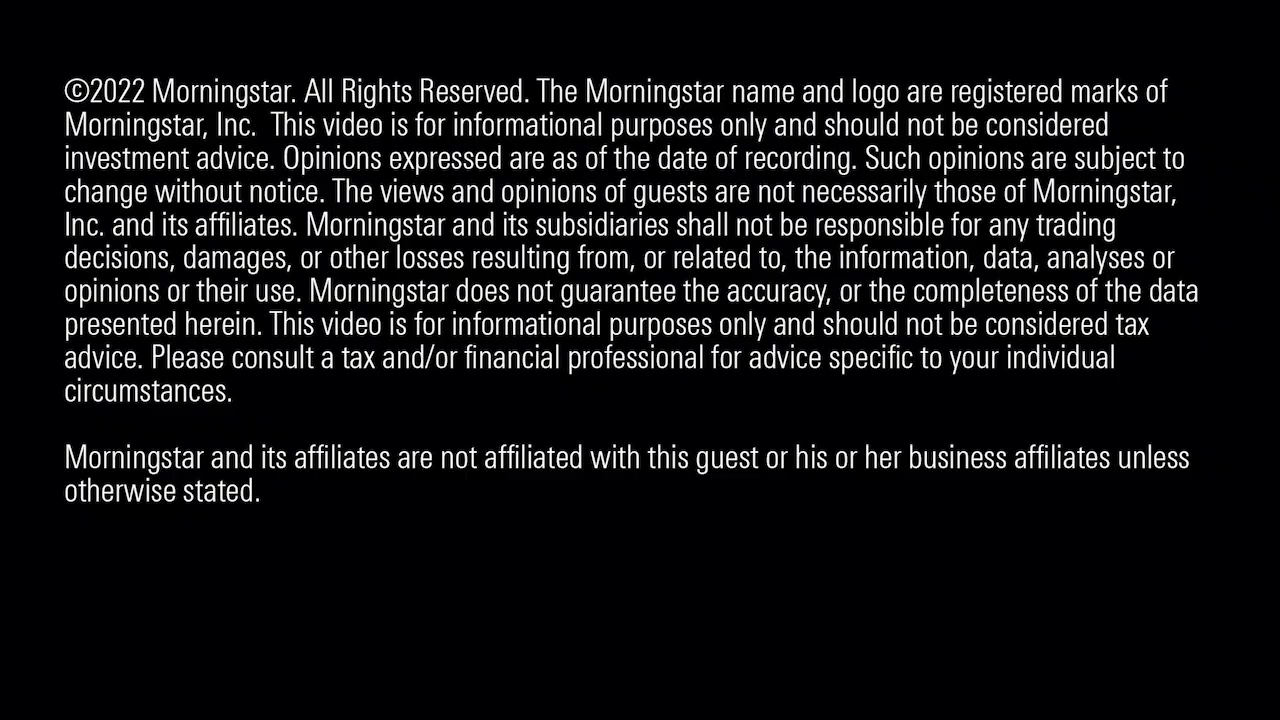 ©2022 Morningstar. All Rights Reserved. The Morningstar name and logo are registered marks of
Morningstar, Inc.  This video is for informational purposes only and should not be considered
investment advice. Opinions expressed are as of the date of recording. Such opinions are subject to
change without notice. The views and opinions of guests are not necessarily those of Morningstar,
Inc. and its affiliates. Morningstar and its subsidiaries shall not be responsible for any trading
decisions, damages, or other losses resulting from, or related to, the information, data, analyses or
opinions or their use. Morningstar does not guarantee the accuracy, or the completeness of the data
presented herein. This video is for informational purposes only and should not be considered tax
advice. Please consult a tax and/or financial professional for advice specific to your individual
circumstances.

Morningstar and its affiliates are not affiliated with this guest or his or her business affiliates unless
otherwise stated.